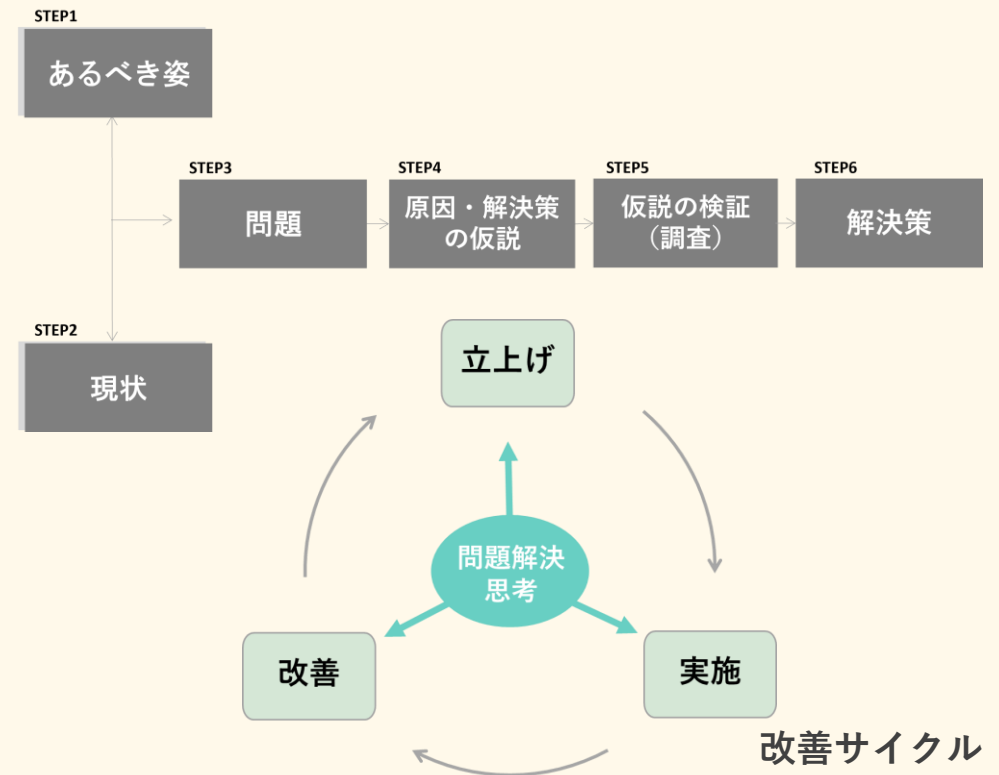 STEP1
あるべき姿
STEP3
問題
STEP4
原因・解決策
の仮説
STEP5
仮説の検証
（調査）
STEP6
解決策
STEP2
現状
立上げ
問題解決
思考
改善
実施
改善サイクル